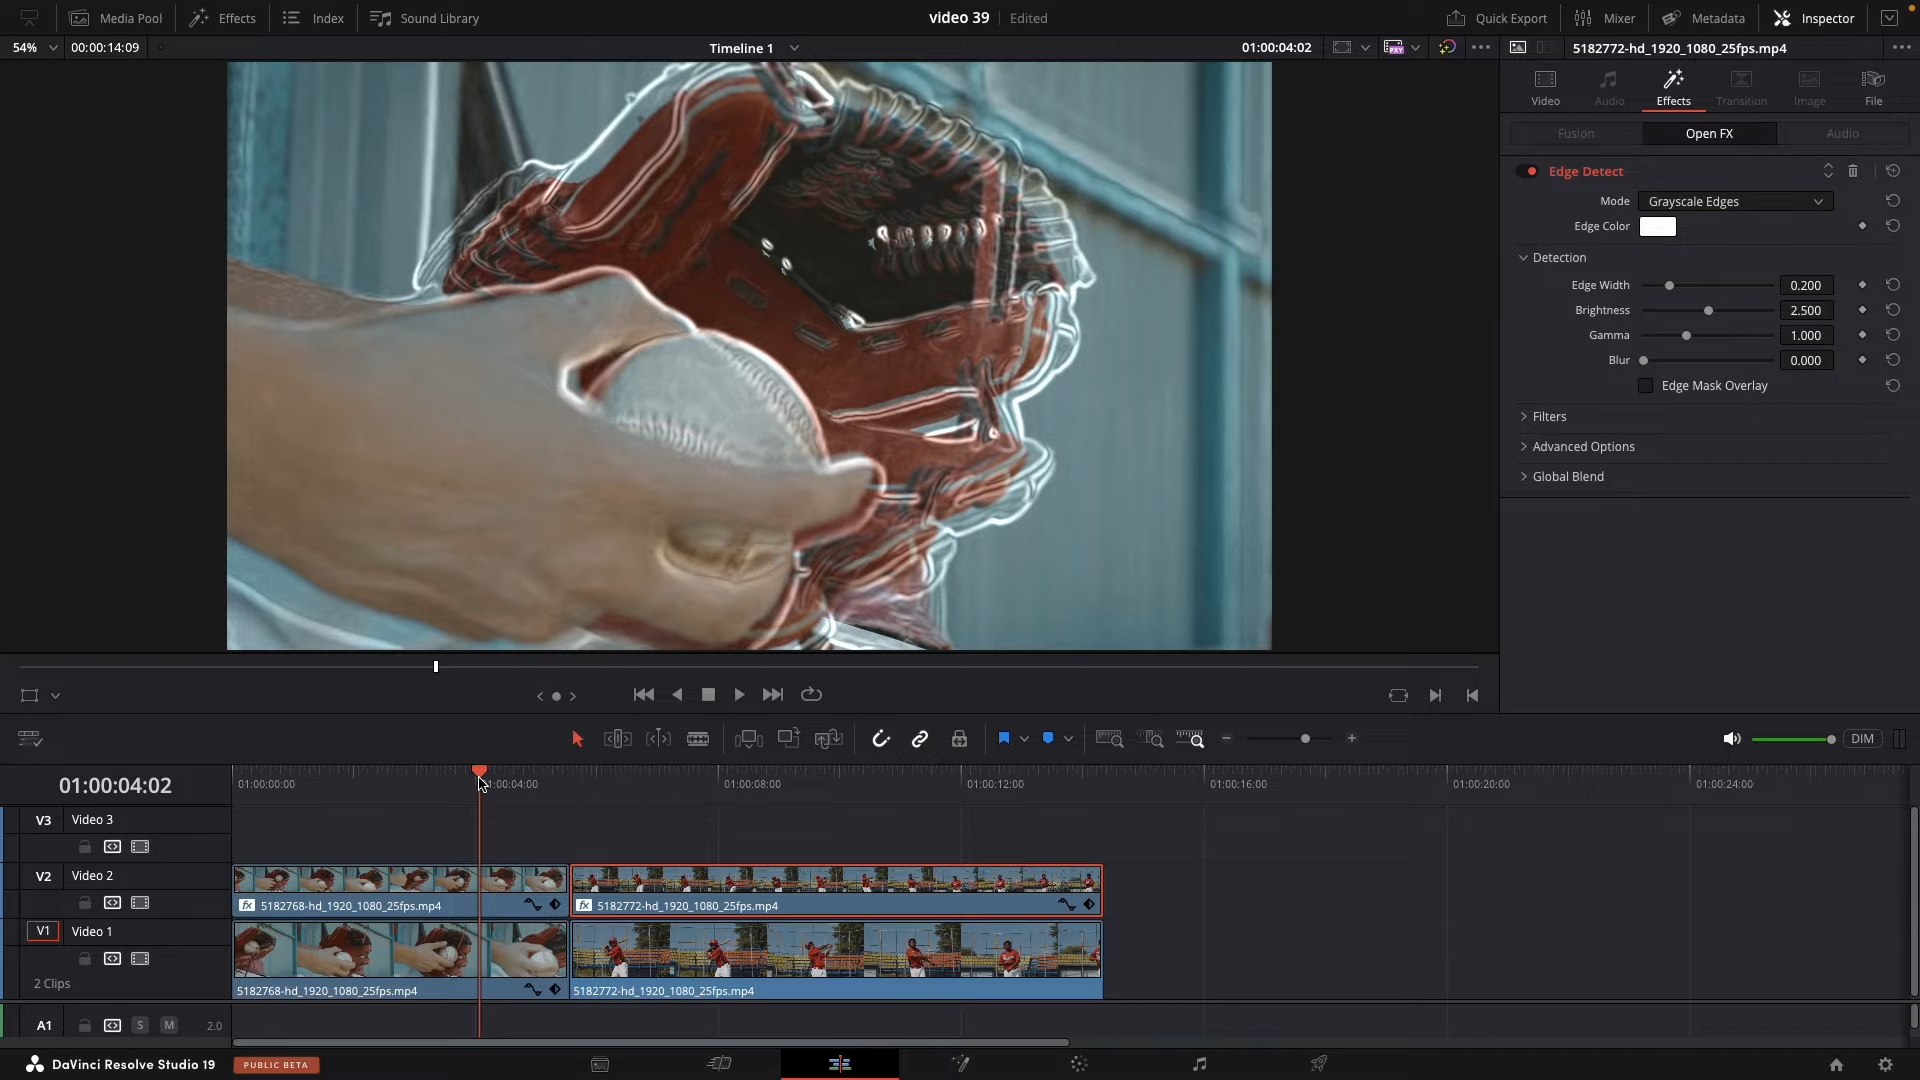 Media Pool
Effects
Index
Sound Library
video 39
Edited
Quick Export
Mixer
Metadata
Inspector
54%
00:00:14:09
Timeline 1
01:00:04:02
5182772-hd_1920_1080_25fps.mp4
Video
Audio
Effects
Transition
Image
File
Fusion
Open FX
Audio
Edge Detect
Mode
Grayscale Edges
Edge Color
Detection
Edge Width
0.200
Brightness
2.500
Gamma
1.000
Blur
0.000
Edge Mask Overlay
Filters
Advanced Options
Global Blend
DIM
01:00:04:02
01:00:00:00
00:04:00
01:00:08:00
01:00:12:00
01:00:16:00
01:00:20:00
01:00:24:00
V3
Video 3
V2
Video 2
fx 5182768-hd_1920_1080_25fps.mp4
fx 5182772-hd_1920_1080_25fps.mp4
V1
Video 1
2 Clips
5182768-hd_1920_1080_25fps.mp4
5182772-hd_1920_1080_25fps.mp4
A1
S
M
2.0
DaVinci Resolve Studio 19
PUBLIC BETA